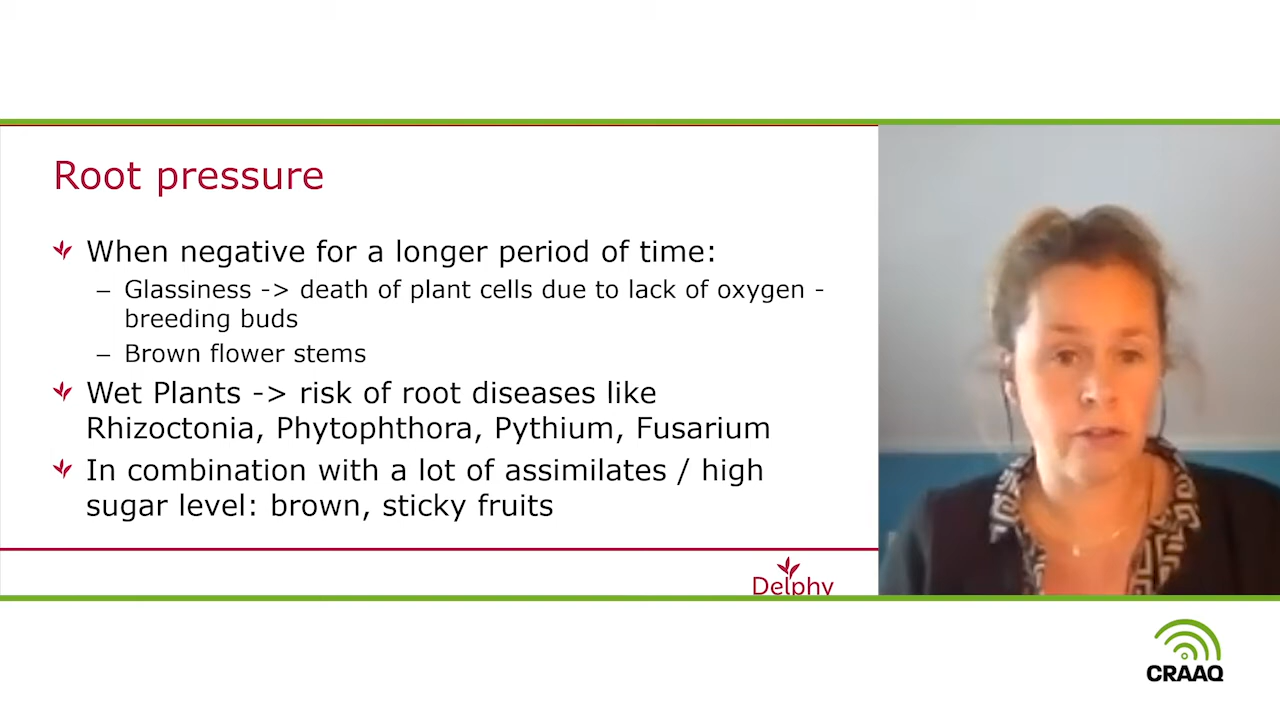 Root pressure
When negative for a longer period of time:
– Glassiness -> death of plant cells due to lack of oxygen -
breeding buds
– Brown flower stems
Wet Plants -> risk of root diseases like
Rhizoctonia, Phytophthora, Pythium, Fusarium
In combination with a lot of assimilates / high
sugar level: brown, sticky fruits
Delphy
CRAAQ